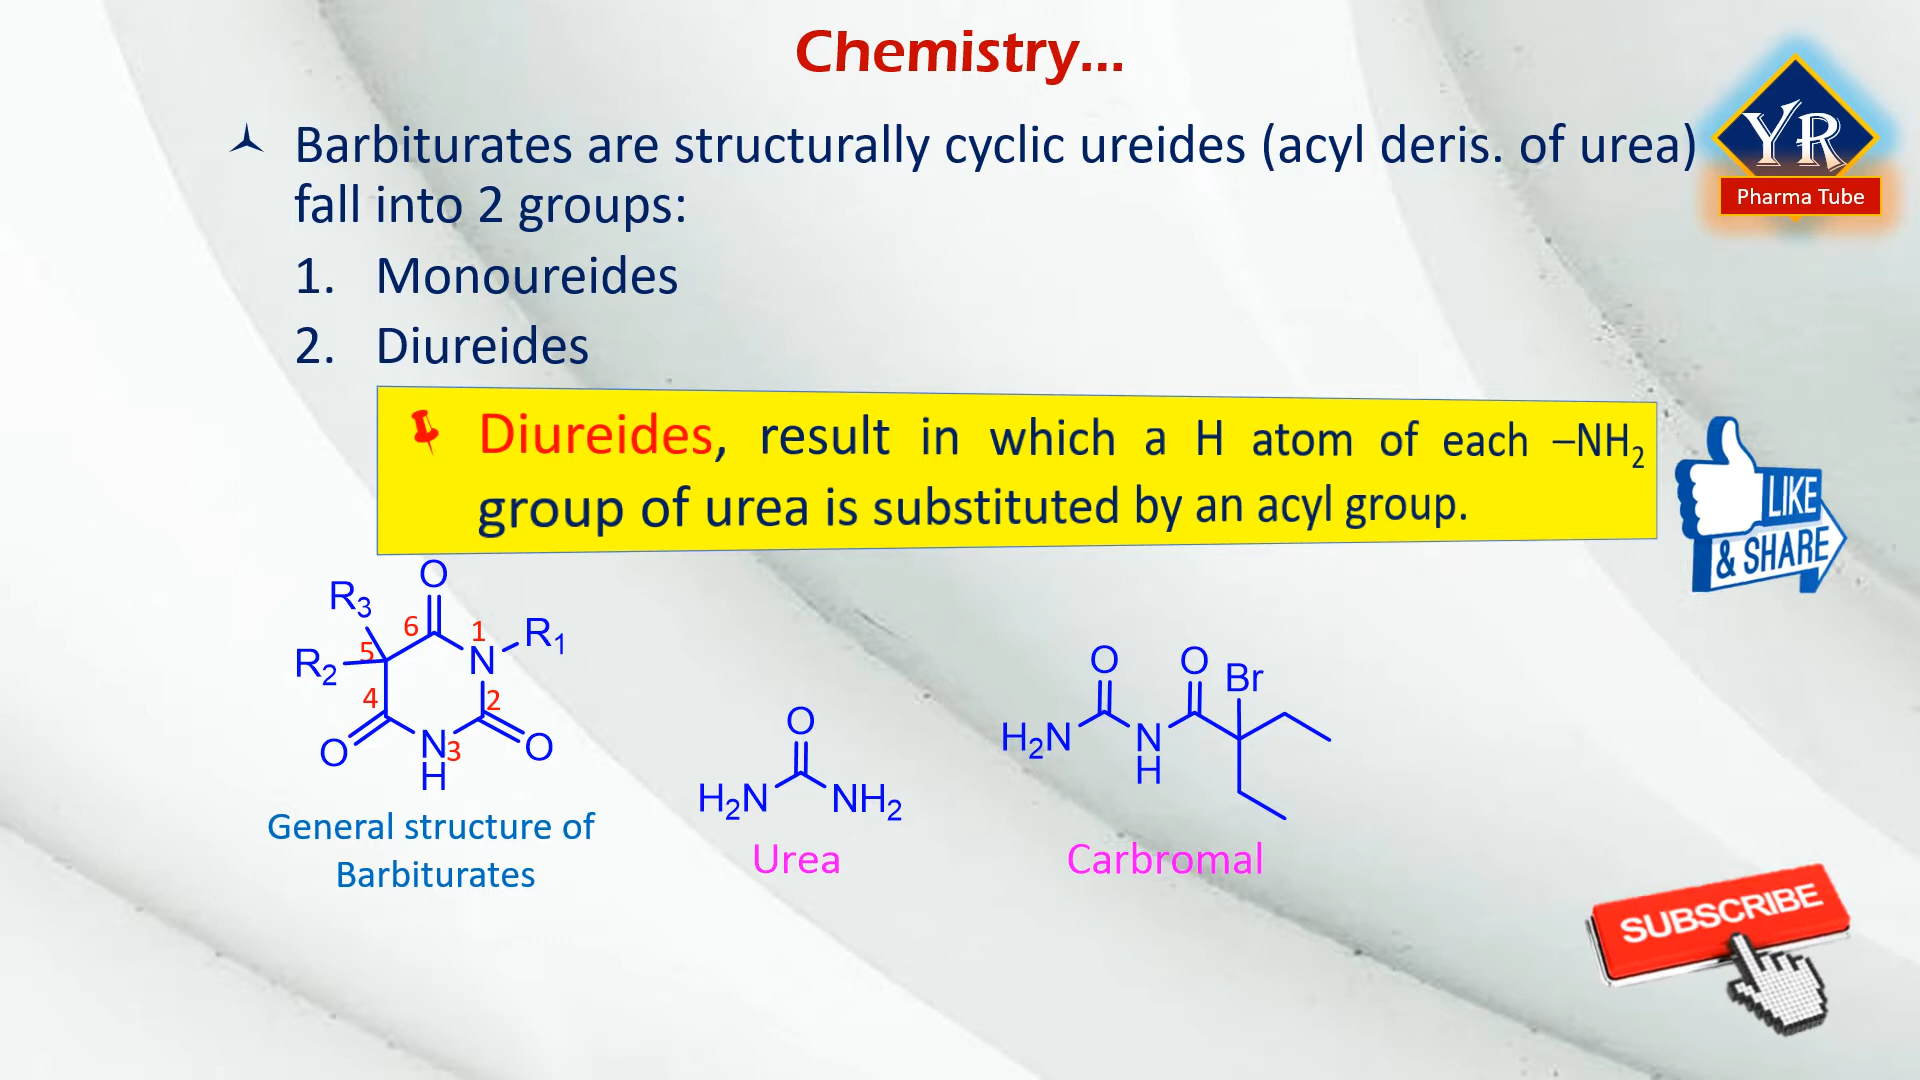 Chemistry...
YR
Pharma Tube
Barbiturates are structurally cyclic ureides (acyl deris. of urea)
fall into 2 groups:
1. Monoureides
2. Diureides
Diureides, result in which a H atom of each –NH2
group of urea is substituted by an acyl group.
LIKE
& SHARE
O
R3
6
1
R1
5
N
R2
4
2
O
N
3
O
H
General structure of
Barbiturates
O
H2N
NH2
Urea
O
O
Br
H2N
N
H
Carbromal
SUBSCRIBE